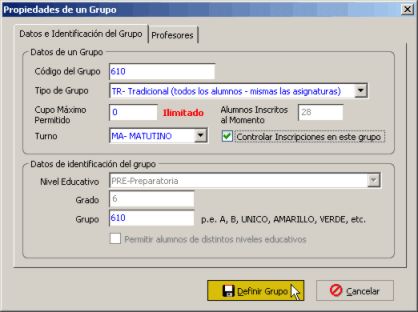 Propiedades de un Grupo
Datos e Identificación del Grupo Profesores
Datos de un Grupo
Código del Grupo 610
Tipo de Grupo TR- Tradicional (todos los alumnos - mismas las asignaturas)
Cupo Máximo Permitido 0 Ilimitado Alumnos Inscritos al Momento 28
Turno MA- MATUTINO Controlar Inscripciones en este grupo
Datos de identificación del grupo
Nivel Educativo PRE-Preparatoria
Grado 6
Grupo 610 p.e. A, B, UNICO, AMARILLO, VERDE, etc.
Permitir alumnos de distintos niveles educativos
Definir Grupo Cancelar